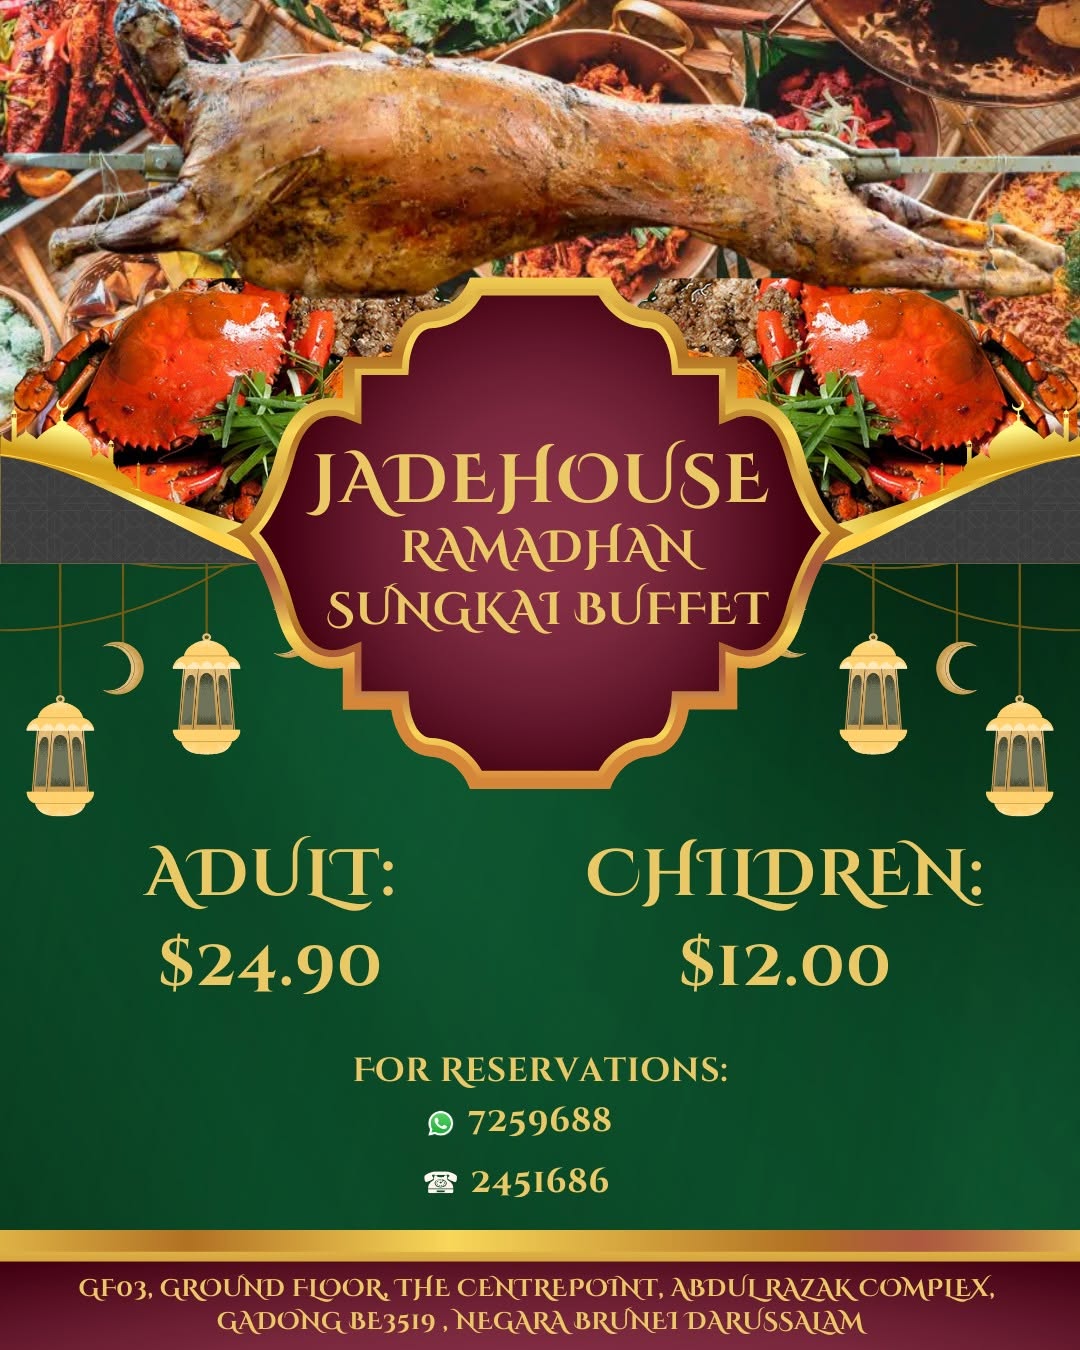 JADEHOUSE
RAMADHAN
SUNGKAI BUFFET
ADULT:
$24.90
CHILDREN:
$12.00
FOR RESERVATIONS:
7259688
2451686
GF03, GROUND FLOOR, THE CENTREPOINT, ABDUL RAZAK COMPLEX,
GADONG BE3519 , NEGARA BRUNEI DARUSSALAM